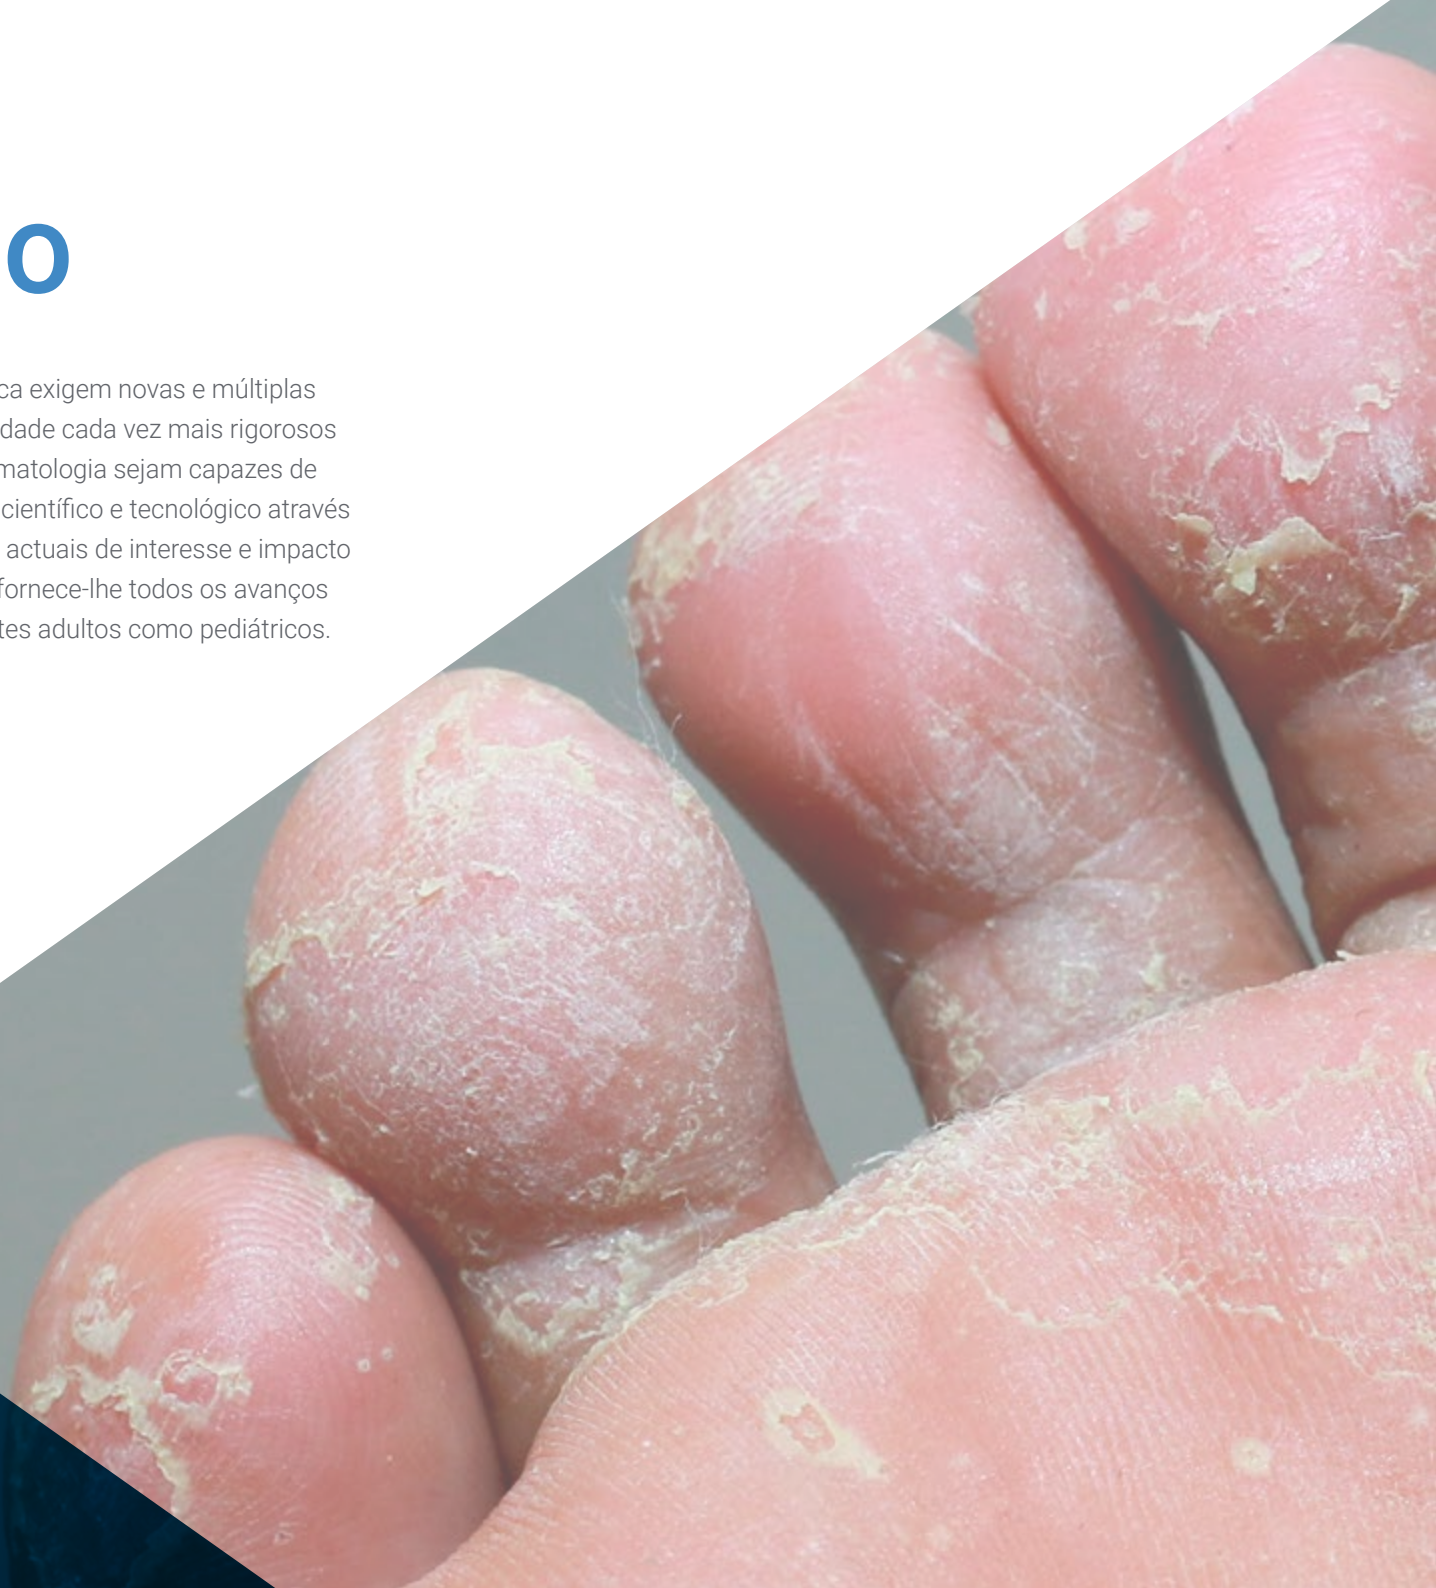 o
ca exigem novas e múltiplas
dade cada vez mais rigorosos
matologia sejam capazes de
científico e tecnológico através
actuais de interesse e impacto
fornece-lhe todos os avanços
tes adultos como pediátricos.